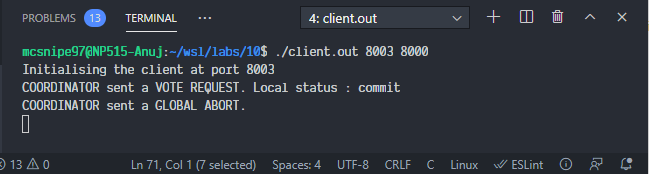 PROBLEMS 13 TERMINAL ... 4: client.out
mcsnipe97@NP515-Anuj:~/wsl/labs/10$ ./client.out 8003 8000
Initialising the client at port 8003
COORDINATOR sent a VOTE REQUEST. Local status : commit
COORDINATOR sent a GLOBAL ABORT.
13 0 Ln 71, Col 1 (7 selected) Spaces: 4 UTF-8 CRLF C Linux ESLint